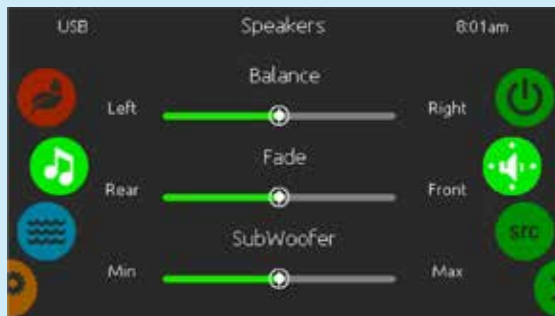 USB Speakers 8:01am
Balance
Left Right
Fade
Rear Front
src
SubWoofer
Min Max